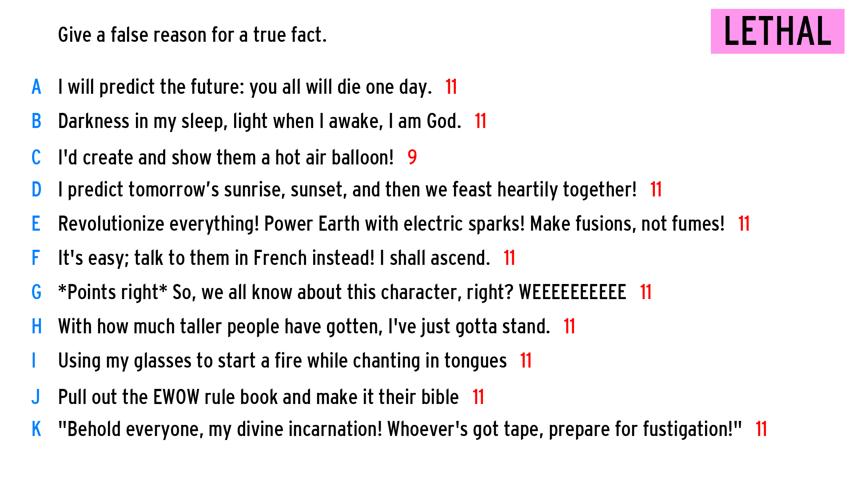 Give a false reason for a true fact.
LETHAL
A I will predict the future: you all will die one day. 11
B Darkness in my sleep, light when I awake, I am God. 11
C I'd create and show them a hot air balloon! 9
D I predict tomorrow's sunrise, sunset, and then we feast heartily together! 11
E Revolutionize everything! Power Earth with electric sparks! Make fusions, not fumes! 11
F It's easy; talk to them in French instead! I shall ascend. 11
G *Points right* So, we all know about this character, right? WEEEEEEEEEE 11
H With how much taller people have gotten, I've just gotta stand. 11
I Using my glasses to start a fire while chanting in tongues 11
J Pull out the EWOW rule book and make it their bible 11
K "Behold everyone, my divine incarnation! Whoever's got tape, prepare for fustigation!" 11